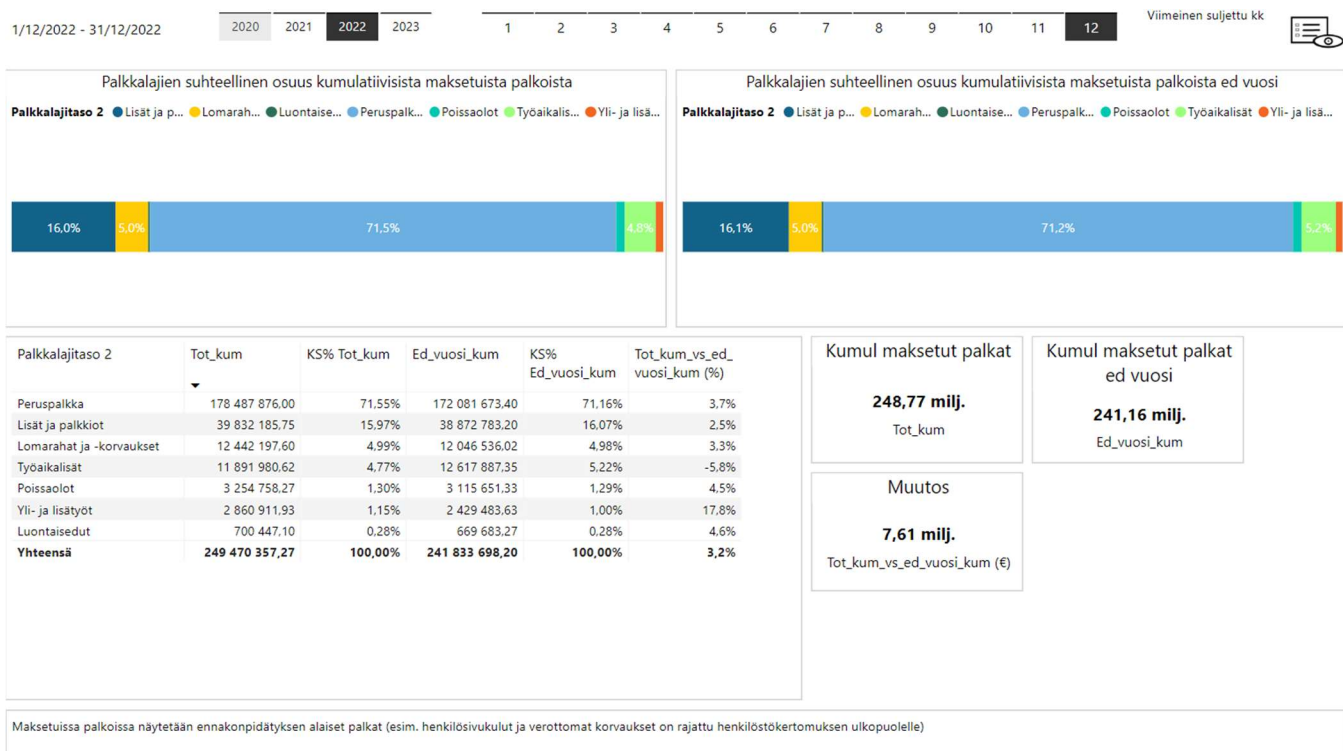 1/12/2022 - 31/12/2022
2020 2021 2022 2023
1 2 3 4 5 6 7 8 9 10 11 12
Viimeinen suljettu kk
Palkkalajien suhteellinen osuus kumulatiivisista maksetuista palkoista
Palkkalajitaso 2 Lisät ja p... Lomarah... Luontaise... Peruspalk... Poissaolot Työaikalis... Yli- ja lisä...
16,0% 5,0% 71,5% 4,8%
Palkkalajien suhteellinen osuus kumulatiivisista maksetuista palkoista ed vuosi
Palkkalajitaso 2 Lisät ja p... Lomarah... Luontaise... Peruspalk... Poissaolot Työaikalisät Yli- ja lisä...
16,1% 5,0% 71,2% 5,2%
Palkkalajitaso 2 Tot_kum KS% Tot_kum Ed_vuosi_kum KS% Tot_kum_vs_ed_
Ed_vuosi_kum vuosi_kum (%)
Peruspalkka 178 487 876,00 71,55% 172 081 673,40 71,16% 3,7%
Lisät ja palkkiot 39 832 185,75 15,97% 38 872 783,20 16,07% 2,5%
Lomarahat ja -korvaukset 12 442 197,60 4,99% 12 046 536,02 4,98% 3,3%
Työaikalisät 11 891 980,62 4,77% 12 617 887,35 5,22% -5,8%
Poissaolot 3 254 758,27 1,30% 3 115 651,33 1,29% 4,5%
Yli- ja lisätyöt 2 860 911,93 1,15% 2 429 483,63 1,00% 17,8%
Luontaisedut 700 447,10 0,28% 669 683,27 0,28% 4,6%
Yhteensä 249 470 357,27 100,00% 241 833 698,20 100,00% 3,2%
Kumul maksetut palkat
248,77 milj.
Tot_kum
Kumul maksetut palkat
ed vuosi
241,16 milj.
Ed_vuosi_kum
Muutos
7,61 milj.
Tot_kum_vs_ed_vuosi_kum (€)
Maksetuissa palkoissa näytetään ennakonpidätyksen alaiset palkat (esim. henkilösivukulut ja verottomat korvaukset on rajattu henkilöstökertomuksen ulkopuolelle)